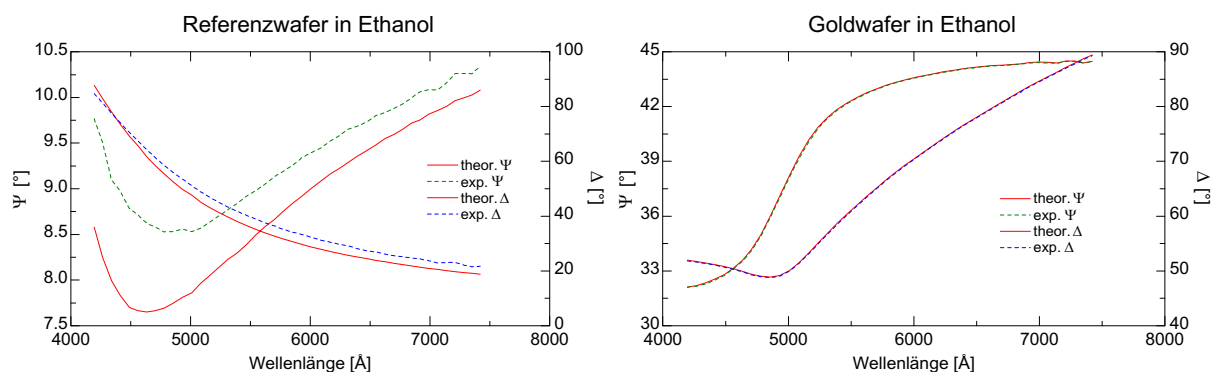 Referenzwafer in Ethanol
10.5
10.0
9.5
9.0
8.5
8.0
7.5
Ψ [°]
100
80
60
40
20
0
Δ [°]
theor. Ψ
exp. Ψ
theor. Δ
exp. Δ
4000 5000 6000 7000 8000
Wellenlänge [Å]
Goldwafer in Ethanol
45
42
39
36
33
30
Ψ [°]
90
80
70
60
50
40
Δ [°]
theor. Ψ
exp. Ψ
theor. Δ
exp. Δ
4000 5000 6000 7000 8000
Wellenlänge [Å]